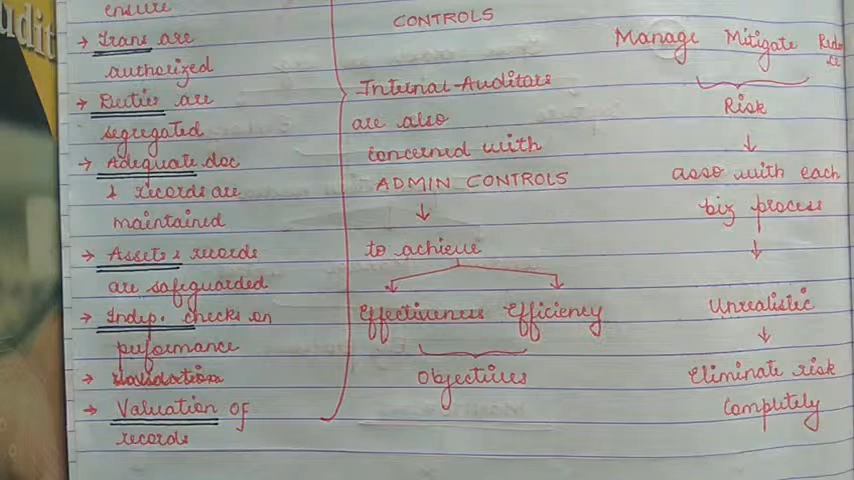 udit
ensure
→ Trans are
authorized
→ Duties are
segregated
→ Adequate doc
& records are
maintained
→ Assets & records
are safeguarded
→ Indep. checks on
performance
→ Valuation of
records
CONTROLS
Internal Auditors
are also
concerned with
ADMIN CONTROLS
↓
to achieve
Effectiveness Efficiency
Objectives
Manage Mitigate
Risk
↓
asso with each
biz process
↓
Unrealistic
↓
Eliminate risk
completely